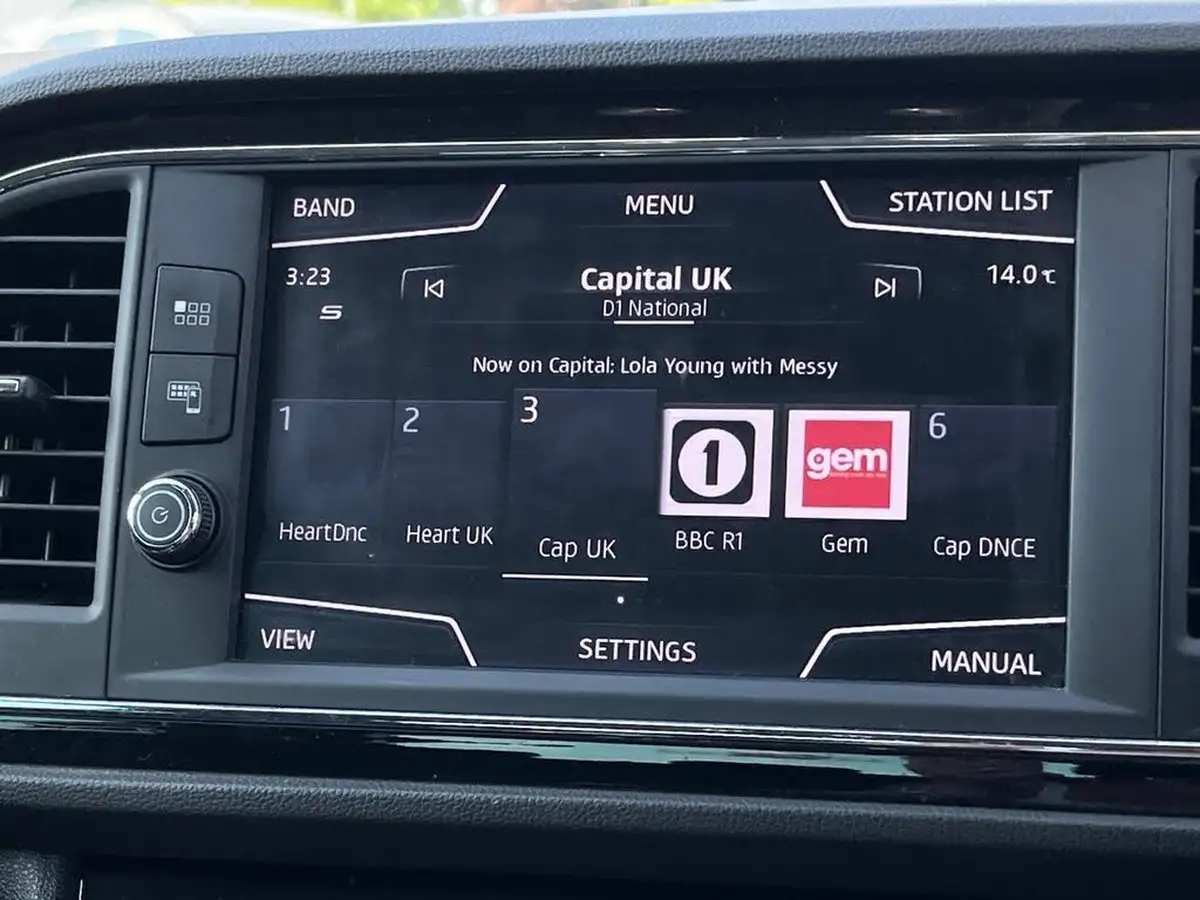 BAND
MENU
STATION LIST
3:23
Capital UK
14.0℃
D1 National
Now on Capital: Lola Young with Messy
1
2
3
1
gem
6
HeartDnc
Heart UK
Cap UK
BBC R1
Gem
Cap DNCE
VIEW
SETTINGS
MANUAL